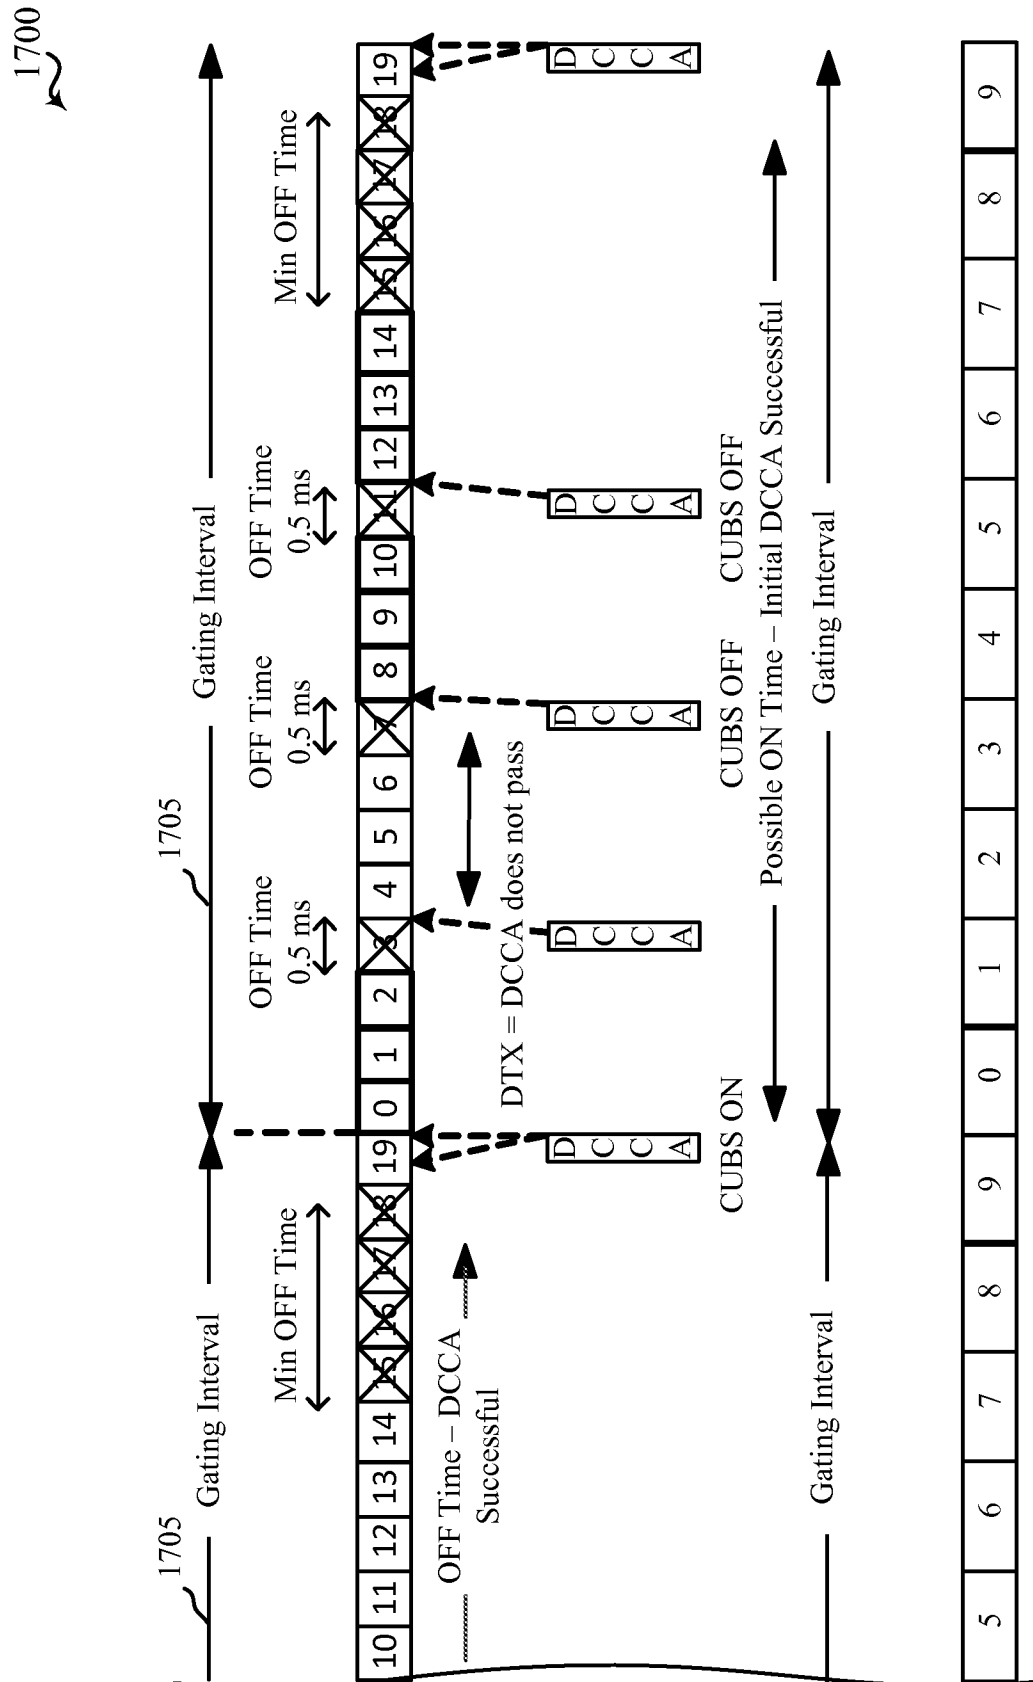 1700
1705 1705
Gating Interval Gating Interval
OFF Time OFF Time OFF Time
Min OFF Time Min OFF Time
0.5 ms 0.5 ms 0.5 ms
10 11 12 13 14 15 16 17 18 19 0 1 2 3 4 5 6 7 8 9 10 11 12 13 14 15 16 17 18 19
OFF Time – DCCA
Successful
DTX = DCCA does not pass
D D D D D
C C C C C
C C C C C
A A A A A
CUBS ON CUBS OFF CUBS OFF
Possible ON Time – Initial DCCA Successful
Gating Interval Gating Interval
5 6 7 8 9 0 1 2 3 4 5 6 7 8 9